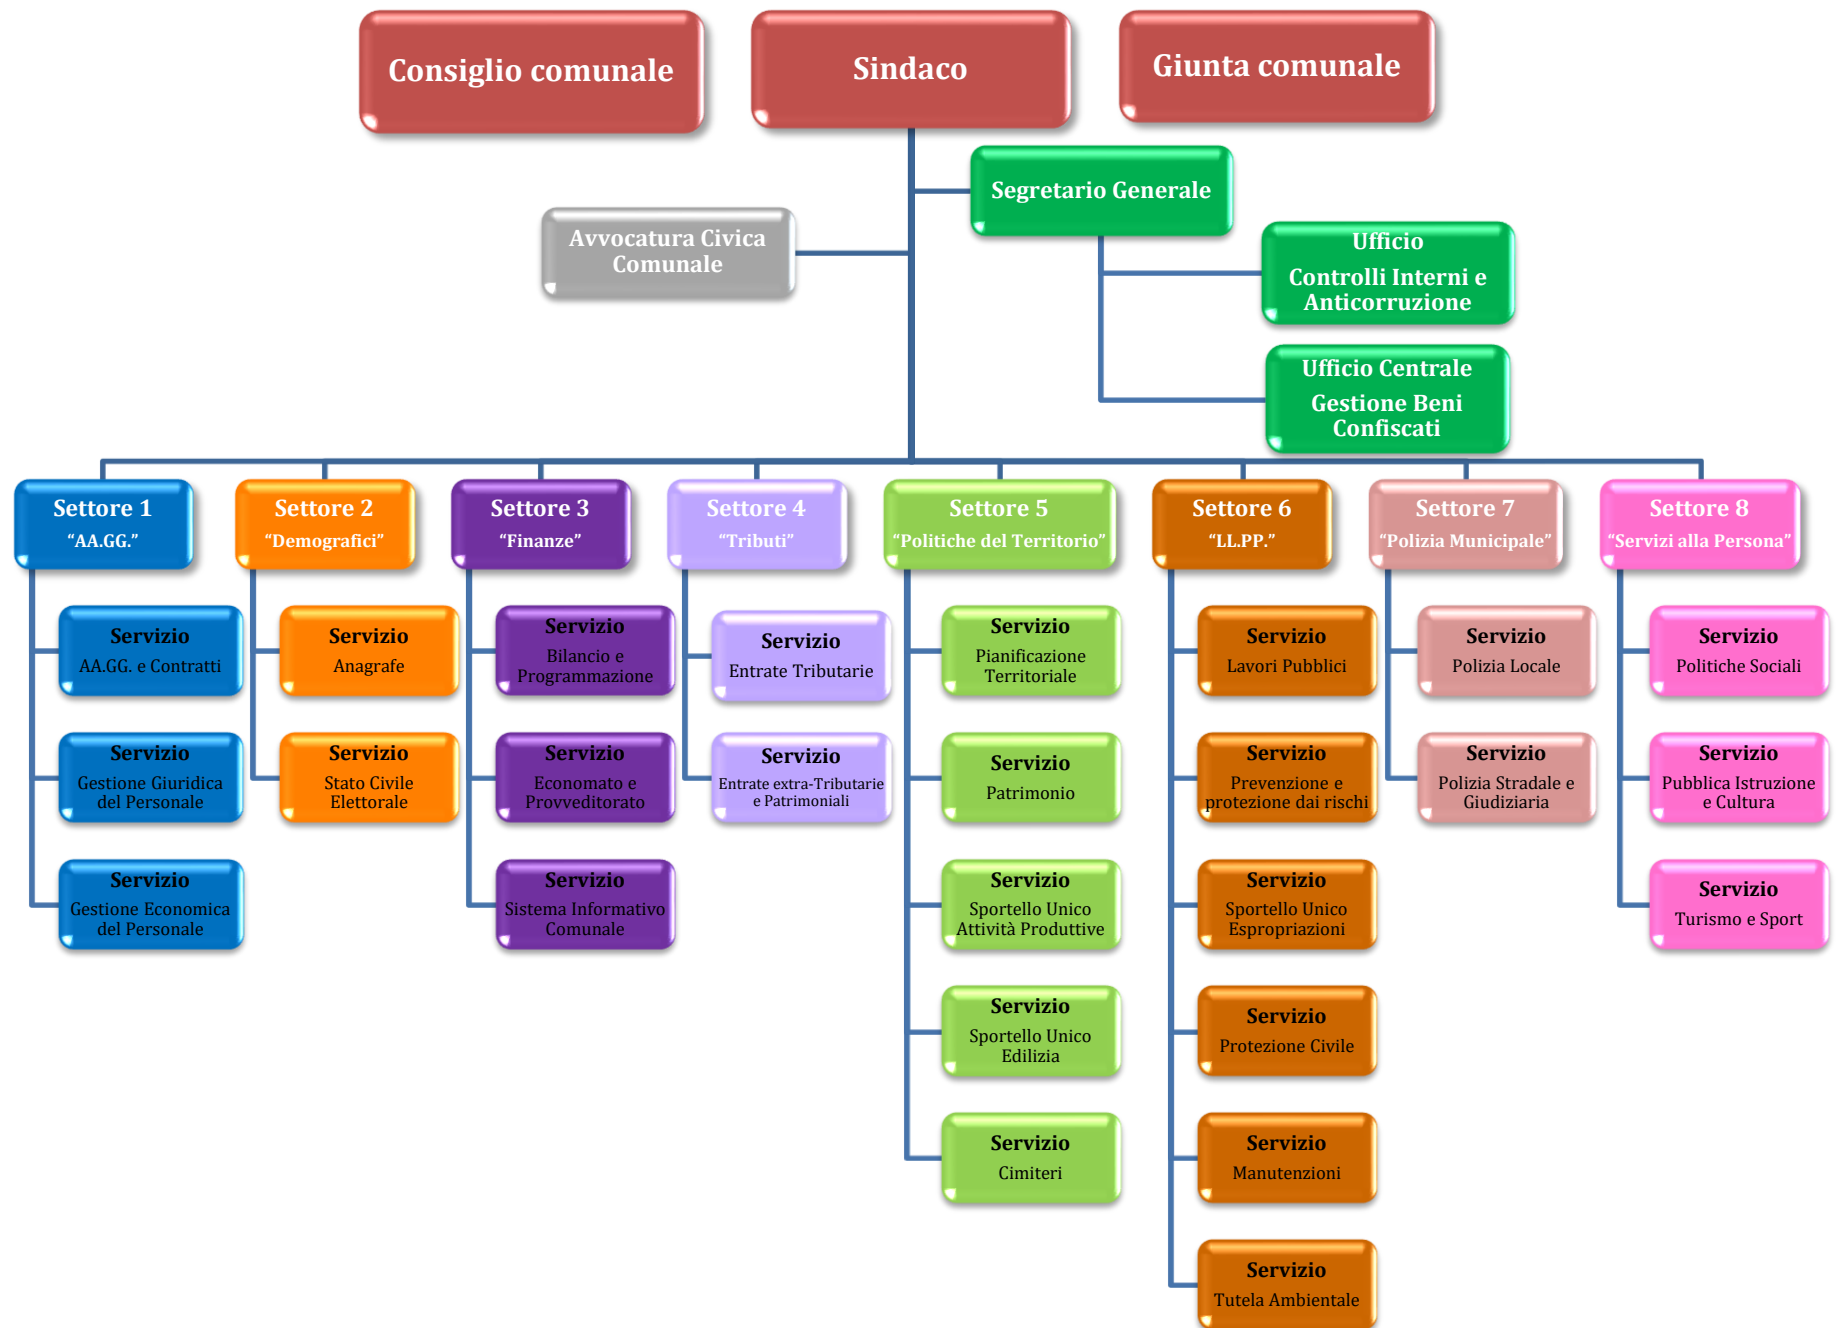 Consiglio comunale
Sindaco
Giunta comunale
Segretario Generale
Avvocatura Civica
Comunale
Ufficio
Controlli Interni e
Anticorruzione
Ufficio Centrale
Gestione Beni
Confiscati
Settore 1
“AA.GG.”
Servizio
AA.GG. e Contratti
Servizio
Gestione Giuridica
del Personale
Servizio
Gestione Economica
del Personale
Settore 2
“Demografici”
Servizio
Anagrafe
Servizio
Stato Civile
Elettorale
Settore 3
“Finanze”
Servizio
Bilancio e
Programmazione
Servizio
Economato e
Provveditorato
Servizio
Sistema Informativo
Comunale
Settore 4
“Tributi”
Servizio
Entrate Tributarie
Servizio
Entrate extra-Tributarie
e Patrimoniali
Settore 5
“Politiche del Territorio”
Servizio
Pianificazione
Territoriale
Servizio
Patrimonio
Servizio
Sportello Unico
Attività Produttive
Servizio
Sportello Unico
Edilizia
Servizio
Cimiteri
Settore 6
“LL.PP.”
Servizio
Lavori Pubblici
Servizio
Prevenzione e
protezione dai rischi
Servizio
Sportello Unico
Espropriazioni
Servizio
Protezione Civile
Servizio
Manutenzioni
Servizio
Tutela Ambientale
Settore 7
“Polizia Municipale”
Servizio
Polizia Locale
Servizio
Polizia Stradale e
Giudiziaria
Settore 8
“Servizi alla Persona”
Servizio
Politiche Sociali
Servizio
Pubblica Istruzione
e Cultura
Servizio
Turismo e Sport